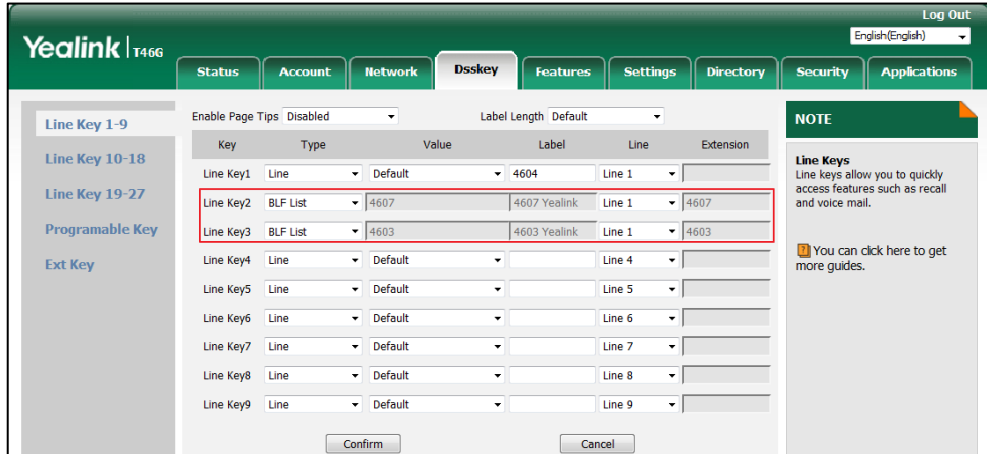 Log Out
Yealink T46G
English(English)
Status Account Network Dsskey Features Settings Directory Security Applications
Line Key 1-9
Line Key 10-18
Line Key 19-27
Programable Key
Ext Key
Enable Page Tips Disabled Label Length Default
Key Type Value Label Line Extension
Line Key1 Line Default 4604 Line 1
Line Key2 BLF List 4607 4607 Yealink Line 1 4607
Line Key3 BLF List 4603 4603 Yealink Line 1 4603
Line Key4 Line Default Line 4
Line Key5 Line Default Line 5
Line Key6 Line Default Line 6
Line Key7 Line Default Line 7
Line Key8 Line Default Line 8
Line Key9 Line Default Line 9
Confirm Cancel
NOTE
Line Keys
Line keys allow you to quickly
access features such as recall
and voice mail.
? You can click here to get
more guides.